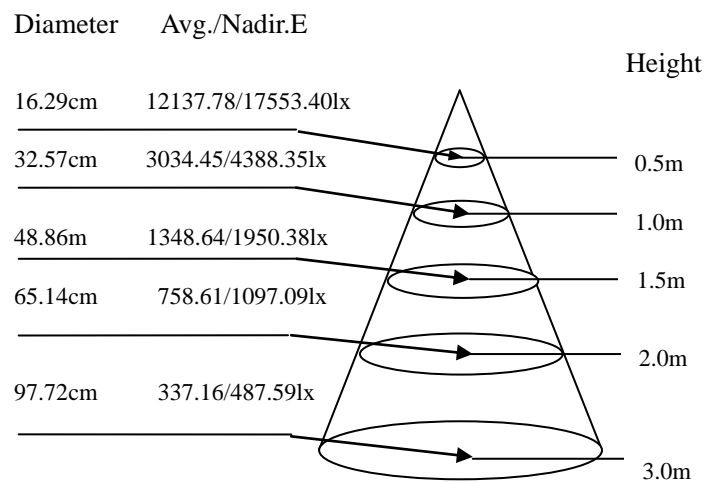 Diameter Avg./Nadir.E
Height
16.29cm 12137.78/17553.40lx
0.5m
32.57cm 3034.45/4388.35lx
1.0m
48.86m 1348.64/1950.38lx
1.5m
65.14cm 758.61/1097.09lx
2.0m
97.72cm 337.16/487.59lx
3.0m